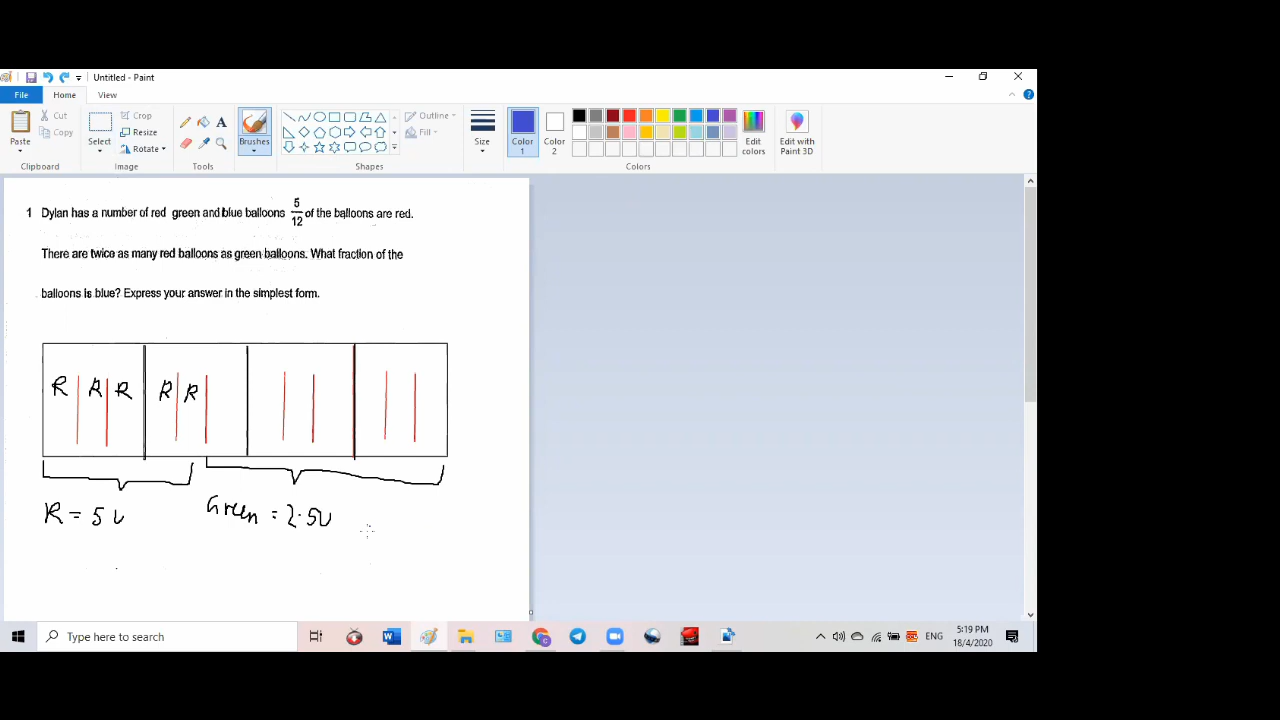 Untitled - Paint
File Home View
Paste Cut Copy Clipboard
Select Crop Resize Rotate Image
A Tools
Brushes
Outline Fill Shapes
Size
Color 1 Color 2 Edit colors Colors
Edit with Paint 3D
1 Dylan has a number of red green and blue balloons 5/12 of the balloons are red.
There are twice as many red balloons as green balloons. What fraction of the
balloons is blue? Express your answer in the simplest form.
R R R R R
R = 5 U Green = 2.5U
Type here to search
W
ENG
5:19 PM
18/4/2020